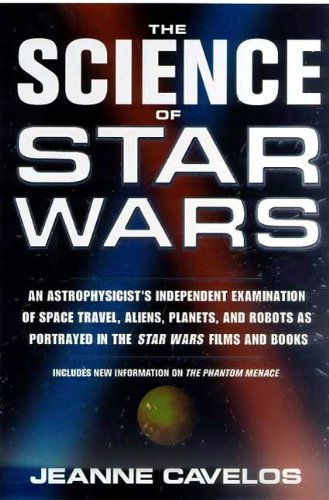 THE
SCIENCE
OF
STAR
WARS
AN ASTROPHYSICIST'S INDEPENDENT EXAMINATION
OF SPACE TRAVEL, ALIENS, PLANETS, AND ROBOTS AS
PORTRAYED IN THE STAR WARS FILMS AND BOOKS
INCLUDES NEW INFORMATION ON THE PHANTOM MENACE
JEANNE CAVELOS